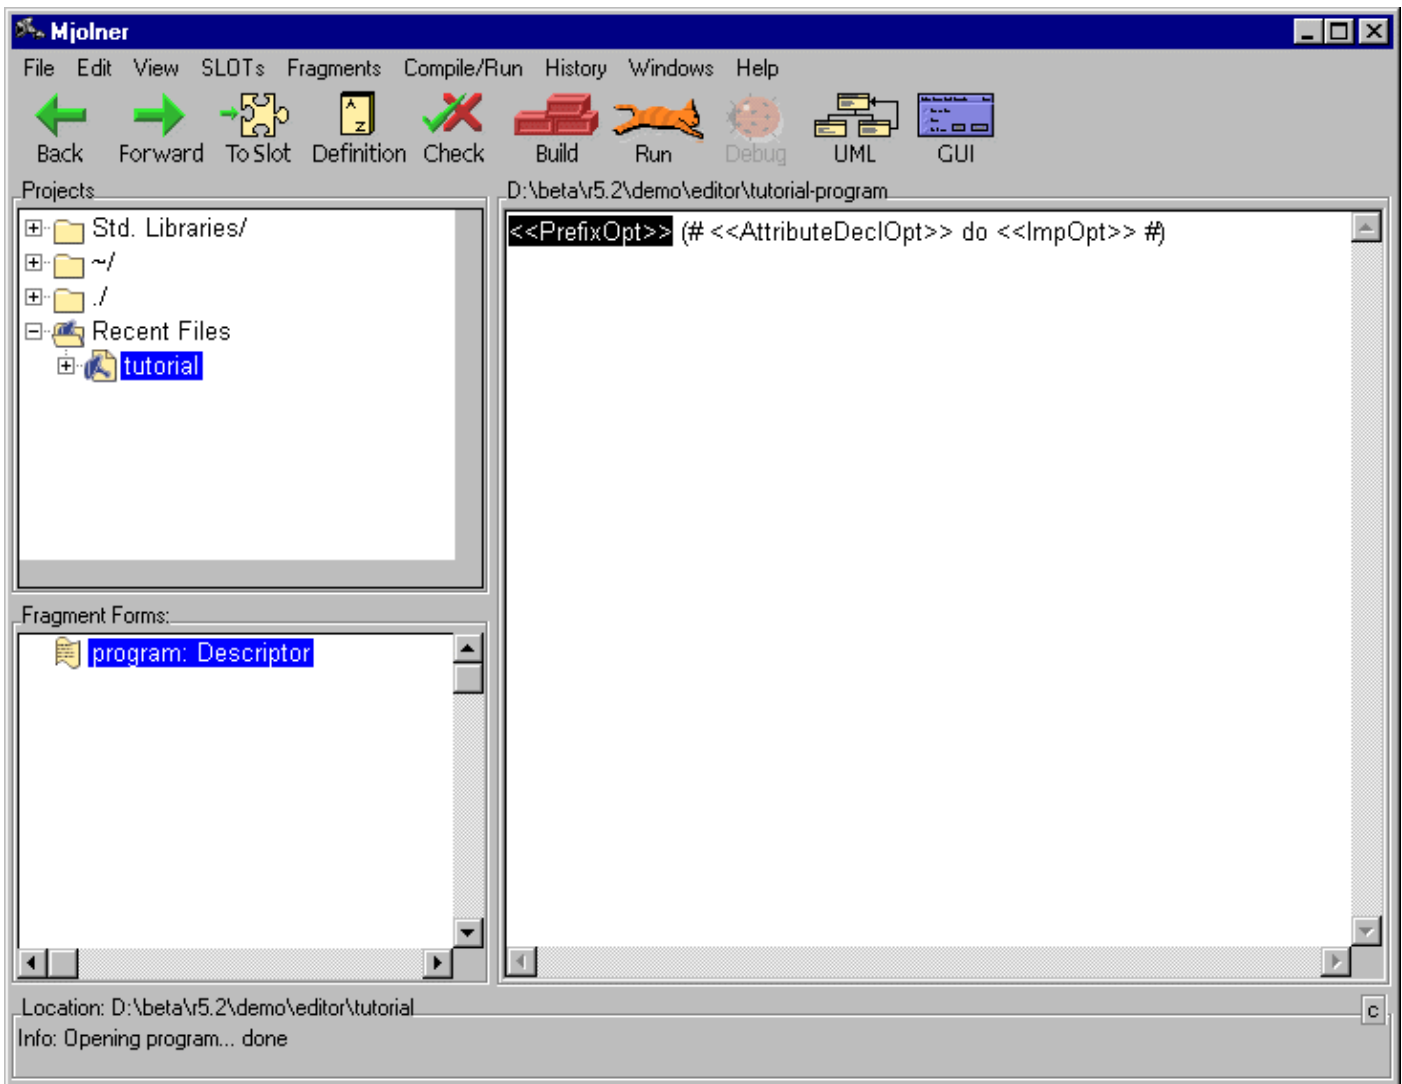 Mjolner
File Edit View SLOTs Fragments Compile/Run History Windows Help
Back Forward To Slot Definition Check Build Run Debug UML GUI
Projects
Std. Libraries/
~/
./
Recent Files
tutorial
Fragment Forms:
program: Descriptor
D:\beta\r5.2\demo\editor\tutorial-program
<<PrefixOpt>> (# <<AttributeDeclOpt>> do <<ImpOpt>> #)
Location: D:\beta\r5.2\demo\editor\tutorial
c
Info: Opening program... done